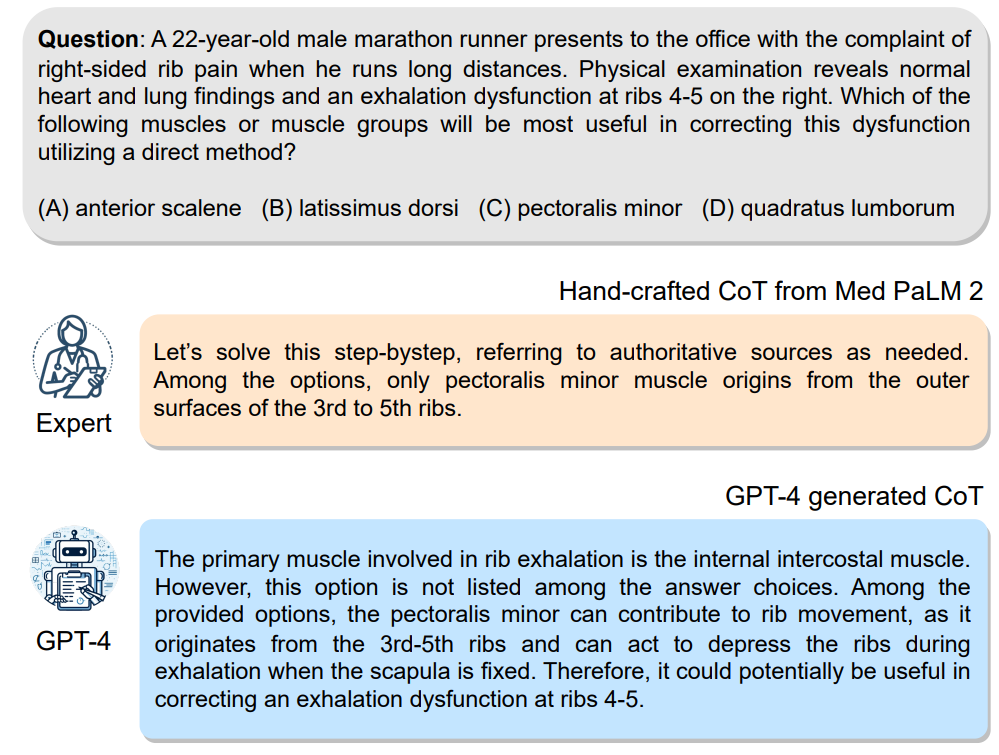 Question: A 22-year-old male marathon runner presents to the office with the complaint of
right-sided rib pain when he runs long distances. Physical examination reveals normal
heart and lung findings and an exhalation dysfunction at ribs 4-5 on the right. Which of the
following muscles or muscle groups will be most useful in correcting this dysfunction
utilizing a direct method?
(A) anterior scalene (B) latissimus dorsi (C) pectoralis minor (D) quadratus lumborum
Hand-crafted CoT from Med PaLM 2
Let's solve this step-bystep, referring to authoritative sources as needed.
Among the options, only pectoralis minor muscle origins from the outer
surfaces of the 3rd to 5th ribs.
Expert
GPT-4 generated CoT
The primary muscle involved in rib exhalation is the internal intercostal muscle.
However, this option is not listed among the answer choices. Among the
provided options, the pectoralis minor can contribute to rib movement, as it
originates from the 3rd-5th ribs and can act to depress the ribs during
exhalation when the scapula is fixed. Therefore, it could potentially be useful in
correcting an exhalation dysfunction at ribs 4-5.
GPT-4